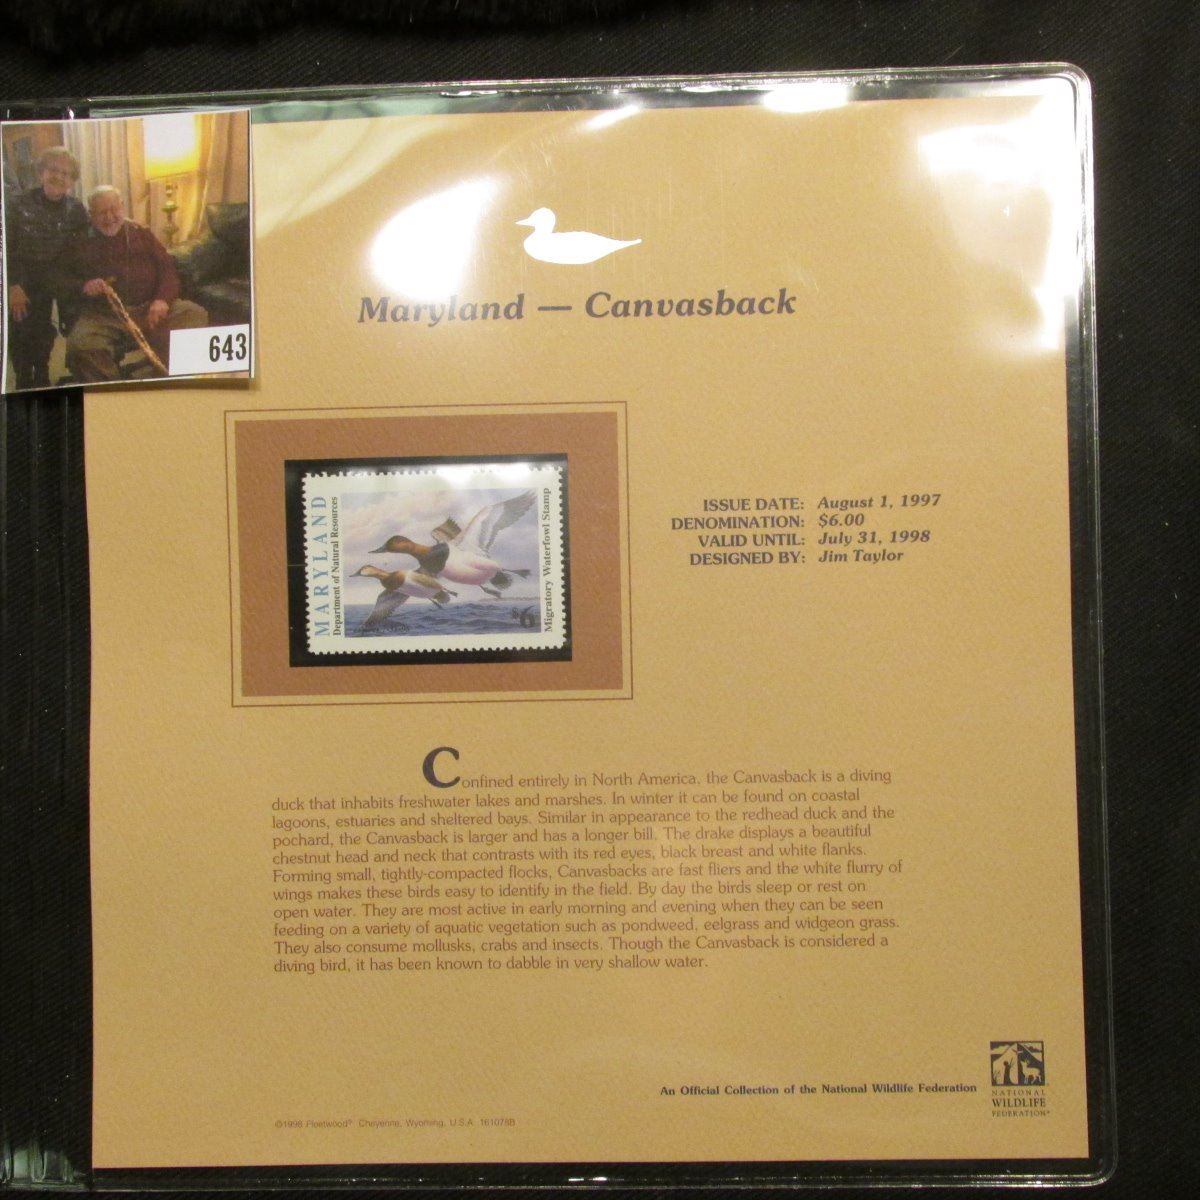 643
Maryland — Canvasback
MARYLAND
Department of Natural Resources
$6
Migratory Waterfowl Stamp
ISSUE DATE: August 1, 1997
DENOMINATION: $6.00
VALID UNTIL: July 31, 1998
DESIGNED BY: Jim Taylor
Confined entirely in North America, the Canvasback is a diving
duck that inhabits freshwater lakes and marshes. In winter it can be found on coastal
lagoons, estuaries and sheltered bays. Similar in appearance to the redhead duck and the
pochard, the Canvasback is larger and has a longer bill. The drake displays a beautiful
chestnut head and neck that contrasts with its red eyes, black breast and white flanks.
Forming small, tightly-compacted flocks, Canvasbacks are fast fliers and the white flurry of
wings makes these birds easy to identify in the field. By day the birds sleep or rest on
open water. They are most active in early morning and evening when they can be seen
feeding on a variety of aquatic vegetation such as pondweed, eelgrass and widgeon grass.
They also consume mollusks, crabs and insects. Though the Canvasback is considered a
diving bird, it has been known to dabble in very shallow water.
An Official Collection of the National Wildlife Federation
NATIONAL
WILDLIFE
FEDERATION®
©1998 Fleetwood® Cheyenne, Wyoming, U.S.A. 161078B